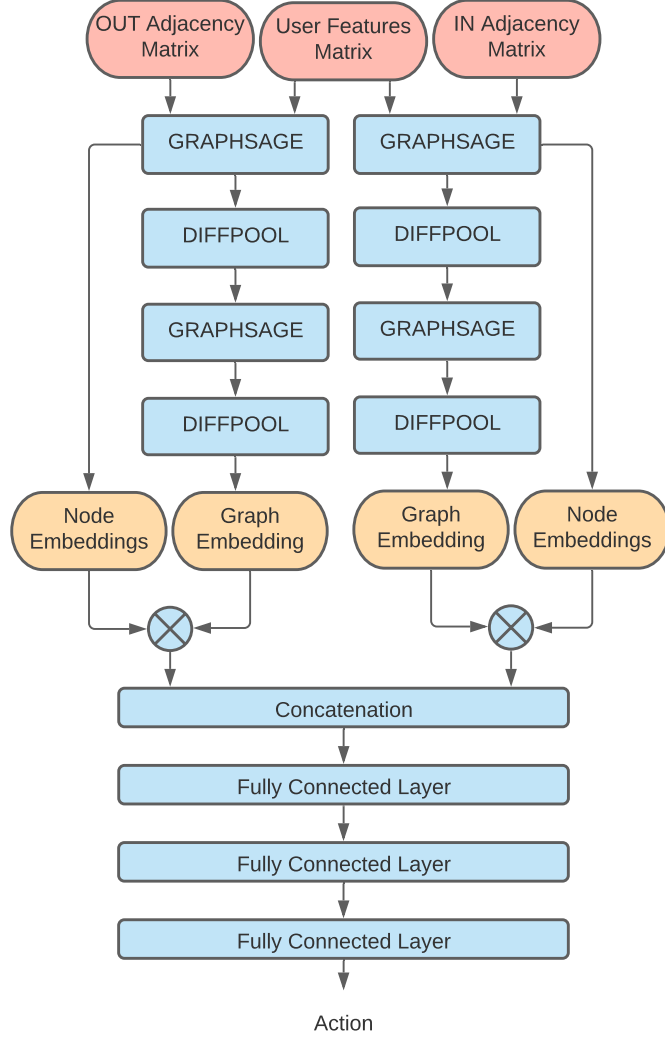 OUT Adjacency
Matrix
User Features
Matrix
IN Adjacency
Matrix
GRAPHSAGE
GRAPHSAGE
DIFFPOOL
DIFFPOOL
GRAPHSAGE
GRAPHSAGE
DIFFPOOL
DIFFPOOL
Node
Embeddings
Graph
Embedding
Graph
Embedding
Node
Embeddings
Concatenation
Fully Connected Layer
Fully Connected Layer
Fully Connected Layer
Action